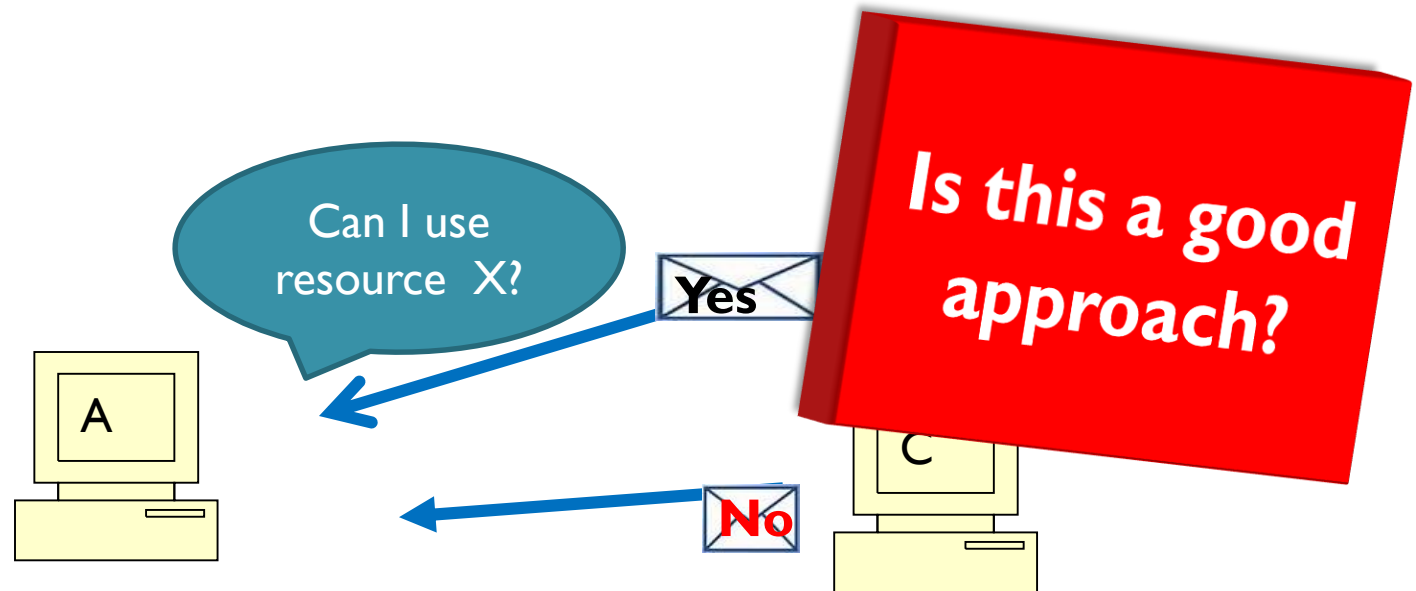 Can I use
resource X?
Yes
Is this a good
approach?
A
C
No